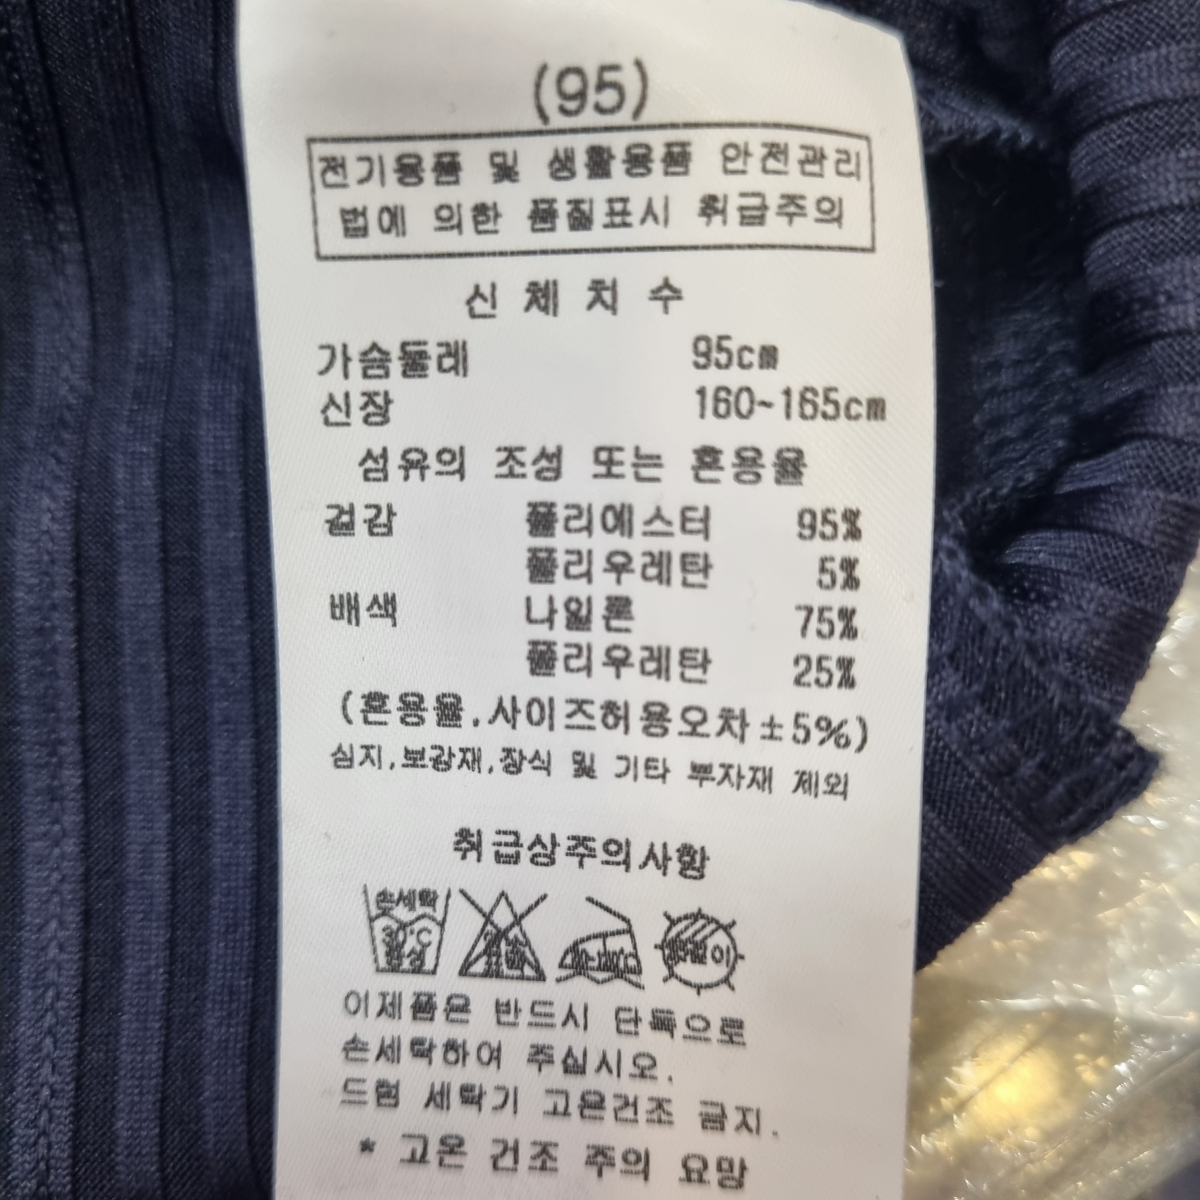 (95)
전기용품 및 생활용품 안전관리
법에 의한 품질표시 취급주의
신 체 치 수
가슴둘레 95cm
신장 160~165cm
섬유의 조성 또는 혼용율
겉감 폴리에스터 95%
폴리우레탄 5%
배색 나일론 75%
폴리우레탄 25%
(혼용율,사이즈허용오차±5%)
심지,보강재,장식 및 기타 부자재 제외
취급상주의사항
손세탁
30°C
중성
이제품은 반드시 단독으로
손세탁하여 주십시오.
드럼 세탁기 고온건조 금지.
* 고온 건조 주의 요망